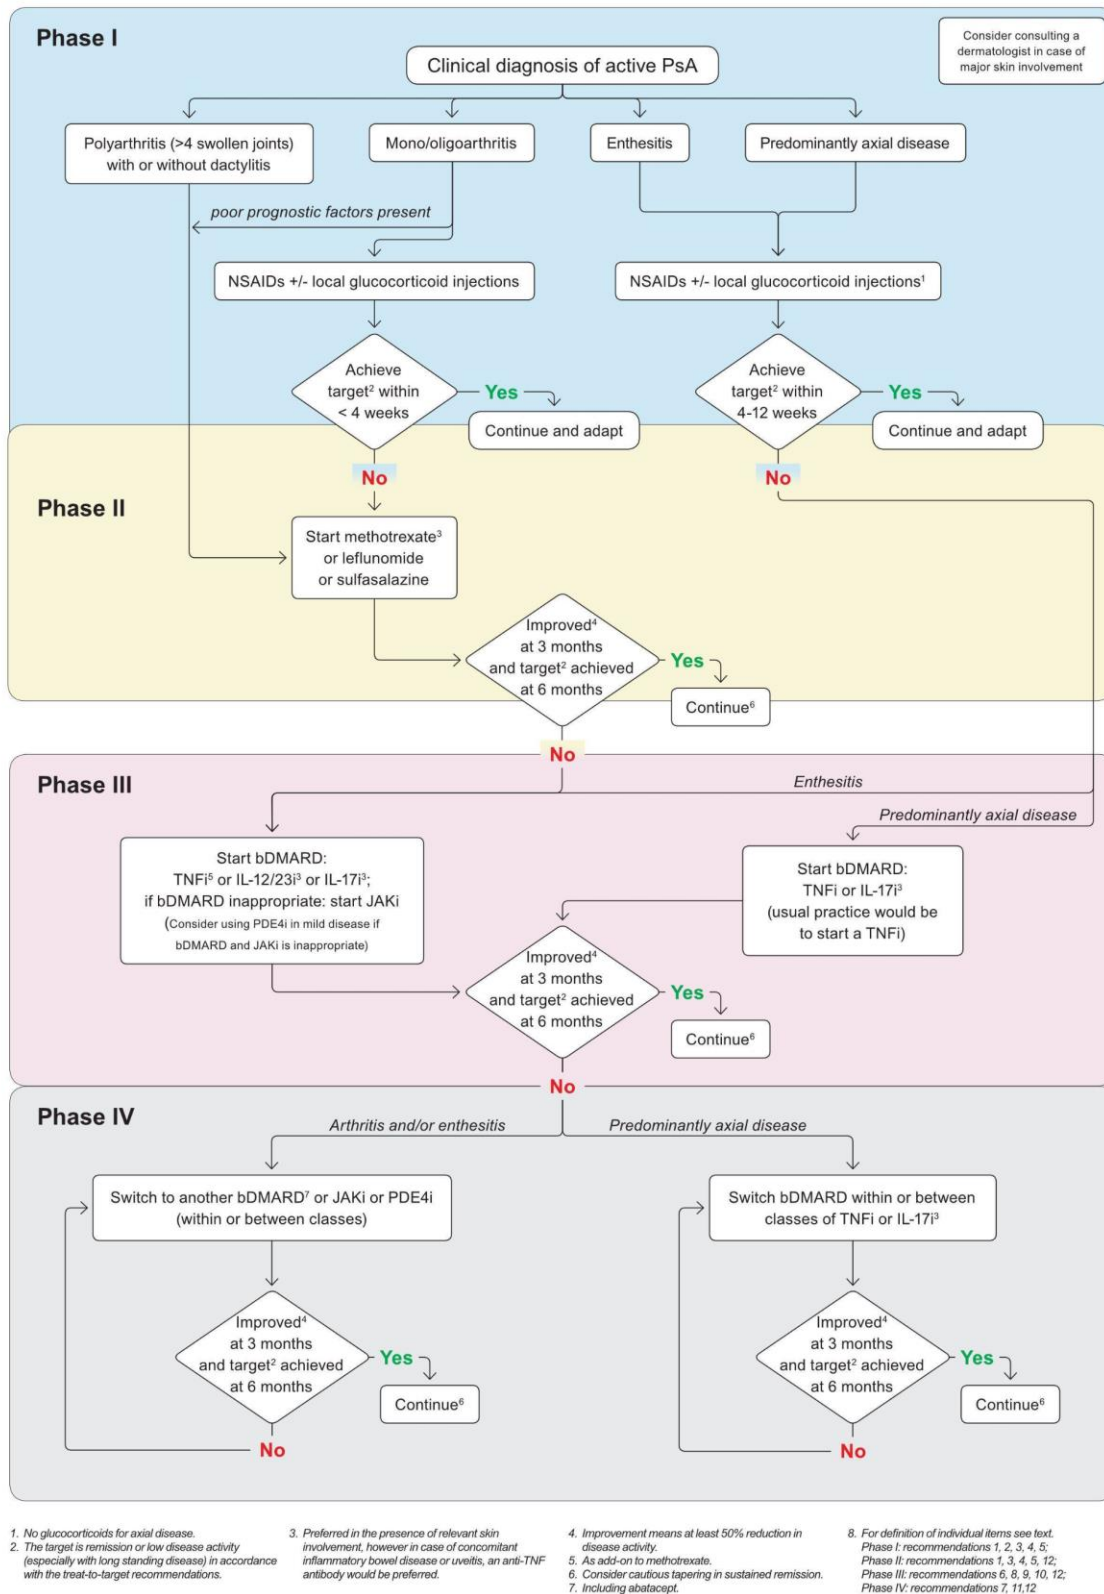 Phase I
Consider consulting a
dermatologist in case of
major skin involvement
Clinical diagnosis of active PsA
Polyarthritis (>4 swollen joints)
with or without dactylitis
Mono/oligoarthritis
Enthesitis
Predominantly axial disease
poor prognostic factors present
NSAIDs +/- local glucocorticoid injections
NSAIDs +/- local glucocorticoid injections¹
Achieve
target² within
< 4 weeks
Yes
Continue and adapt
Achieve
target² within
4-12 weeks
Yes
Continue and adapt
No
No
Phase II
Start methotrexate³
or leflunomide
or sulfasalazine
Improved⁴
at 3 months
and target² achieved
at 6 months
Yes
Continue⁶
No
Phase III
Enthesitis
Predominantly axial disease
Start bDMARD:
TNFi⁵ or IL-12/23i³ or IL-17i³;
if bDMARD inappropriate: start JAKi
(Consider using PDE4i in mild disease if
bDMARD and JAKi is inappropriate)
Start bDMARD:
TNFi or IL-17i³
(usual practice would be
to start a TNFi)
Improved⁴
at 3 months
and target² achieved
at 6 months
Yes
Continue⁶
No
Phase IV
Arthritis and/or enthesitis
Predominantly axial disease
Switch to another bDMARD⁷ or JAKi or PDE4i
(within or between classes)
Switch bDMARD within or between
classes of TNFi or IL-17i³
Improved⁴
at 3 months
and target² achieved
at 6 months
Yes
Continue⁶
No
Improved⁴
at 3 months
and target² achieved
at 6 months
Yes
Continue⁶
No
1. No glucocorticoids for axial disease.
2. The target is remission or low disease activity
(especially with long standing disease) in accordance
with the treat-to-target recommendations.
3. Preferred in the presence of relevant skin
involvement, however in case of concomitant
inflammatory bowel disease or uveitis, an anti-TNF
antibody would be preferred.
4. Improvement means at least 50% reduction in
disease activity.
5. As add-on to methotrexate.
6. Consider cautious tapering in sustained remission.
7. Including abatacept.
8. For definition of individual items see text.
Phase I: recommendations 1, 2, 3, 4, 5;
Phase II: recommendations 1, 3, 4, 5, 12;
Phase III: recommendations 6, 8, 9, 10, 12;
Phase IV: recommendations 7, 11,12